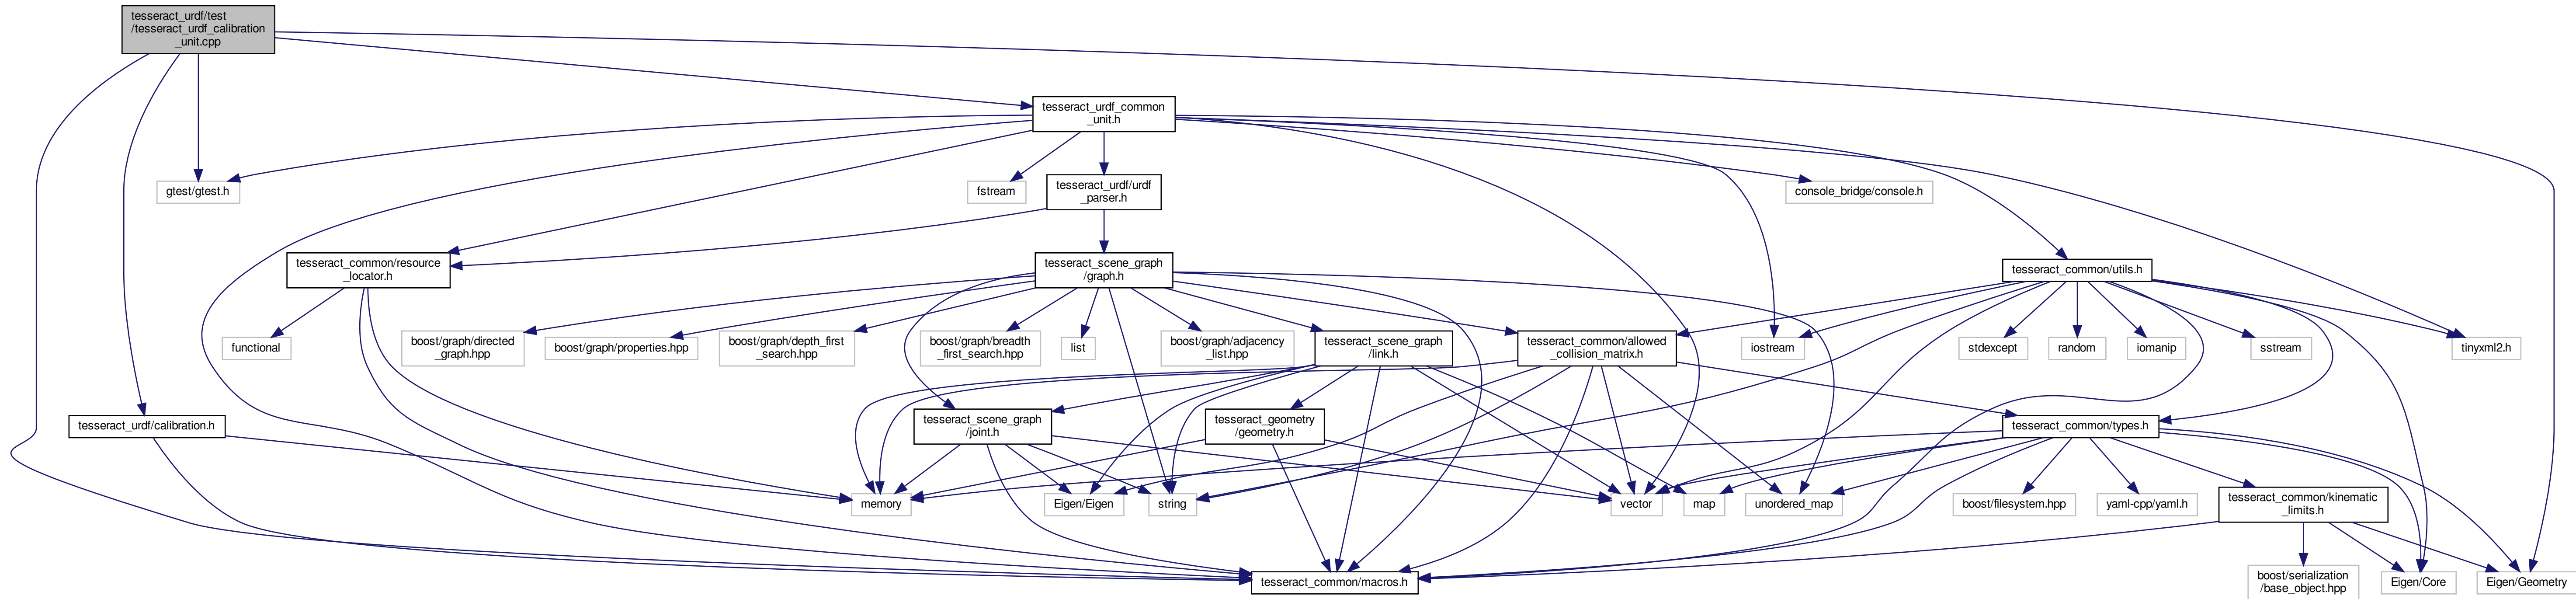 tesseract_urdf/test
/tesseract_urdf_calibration
_unit.cpp
tesseract_urdf_common
_unit.h
gtest/gtest.h
fstream
tesseract_urdf/urdf
_parser.h
console_bridge/console.h
tesseract_common/resource
_locator.h
tesseract_scene_graph
/graph.h
tesseract_common/utils.h
functional
boost/graph/directed
_graph.hpp
boost/graph/properties.hpp
boost/graph/depth_first
_search.hpp
boost/graph/breadth
_first_search.hpp
list
boost/graph/adjacency
_list.hpp
tesseract_scene_graph
/link.h
tesseract_common/allowed
_collision_matrix.h
iostream
stdexcept
random
iomanip
sstream
tinyxml2.h
tesseract_urdf/calibration.h
tesseract_scene_graph
/joint.h
tesseract_geometry
/geometry.h
tesseract_common/types.h
memory
Eigen/Eigen
string
vector
map
unordered_map
boost/filesystem.hpp
yaml-cpp/yaml.h
tesseract_common/kinematic
_limits.h
tesseract_common/macros.h
boost/serialization
/base_object.hpp
Eigen/Core
Eigen/Geometry